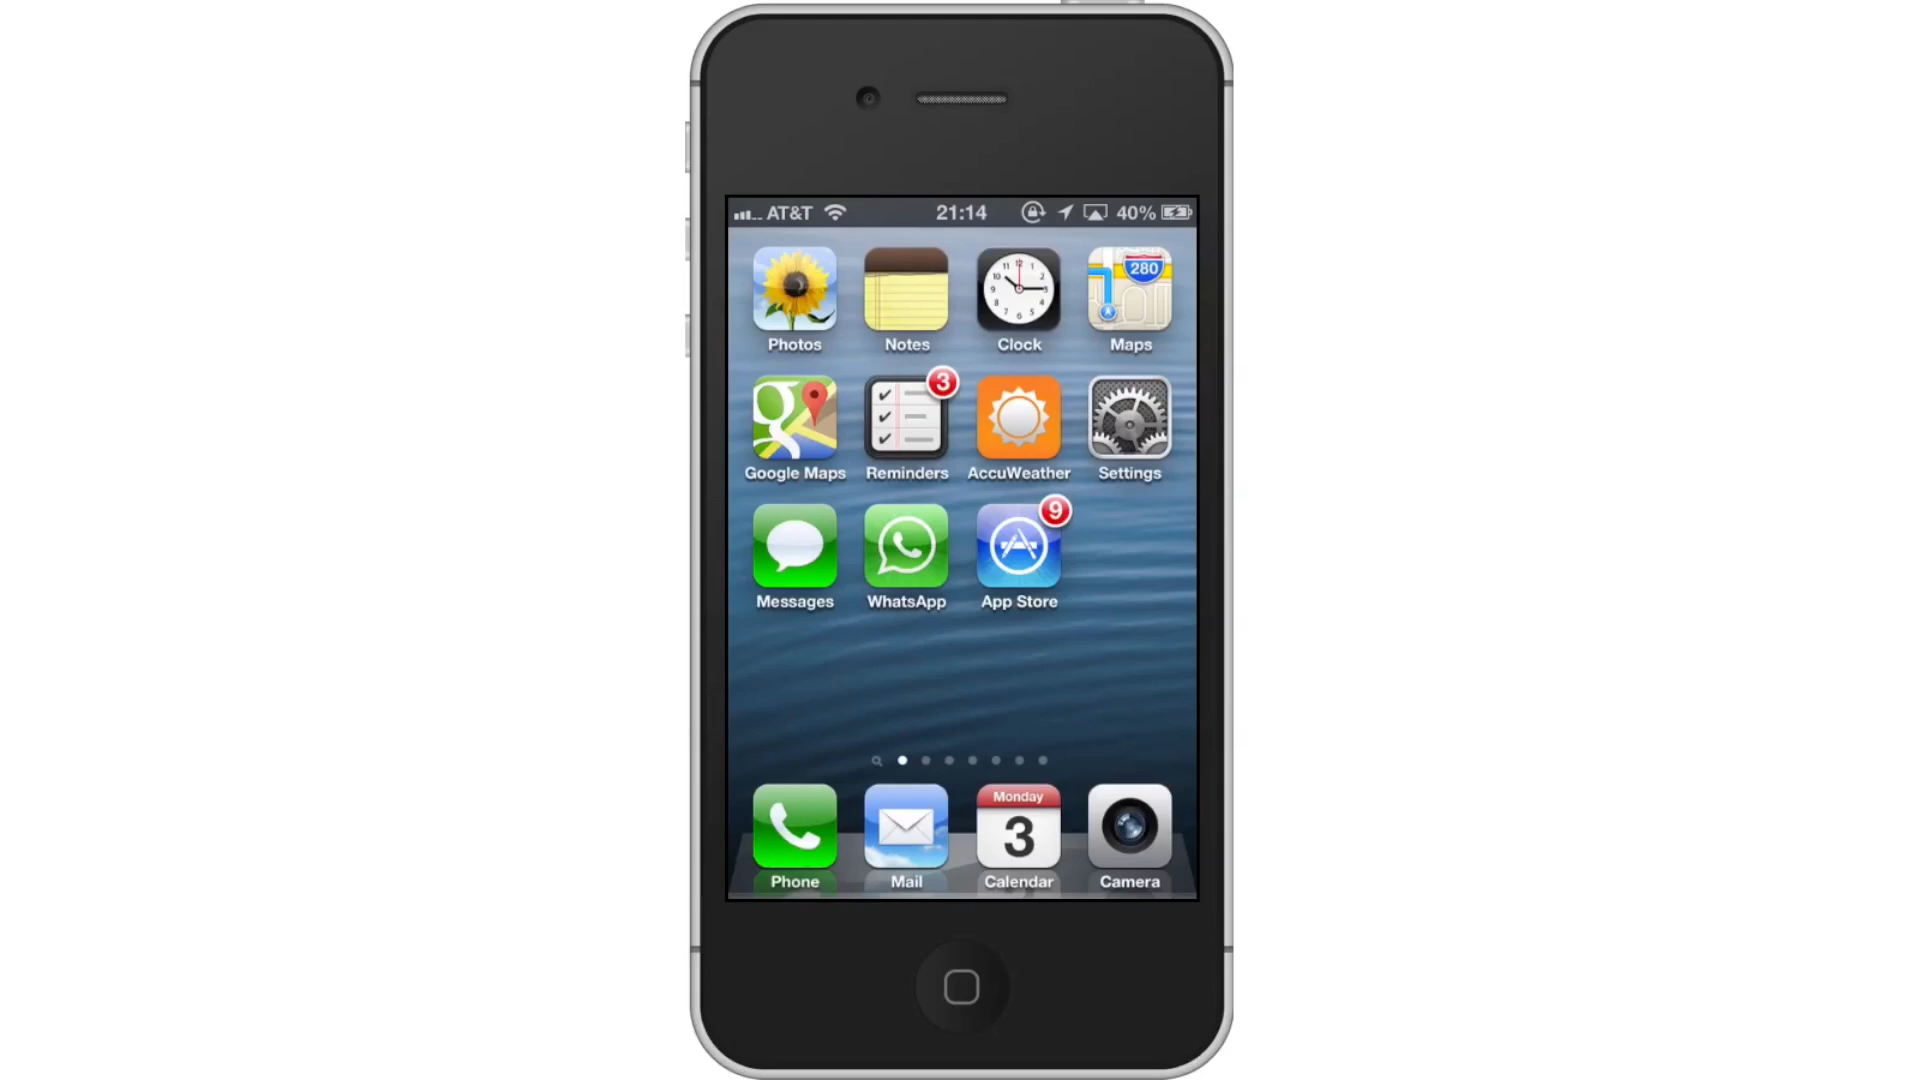 AT&T 21:14 40%
280
Photos Notes Clock Maps
3
Google Maps Reminders AccuWeather Settings
9
Messages WhatsApp App Store
Monday
3
Phone Mail Calendar Camera